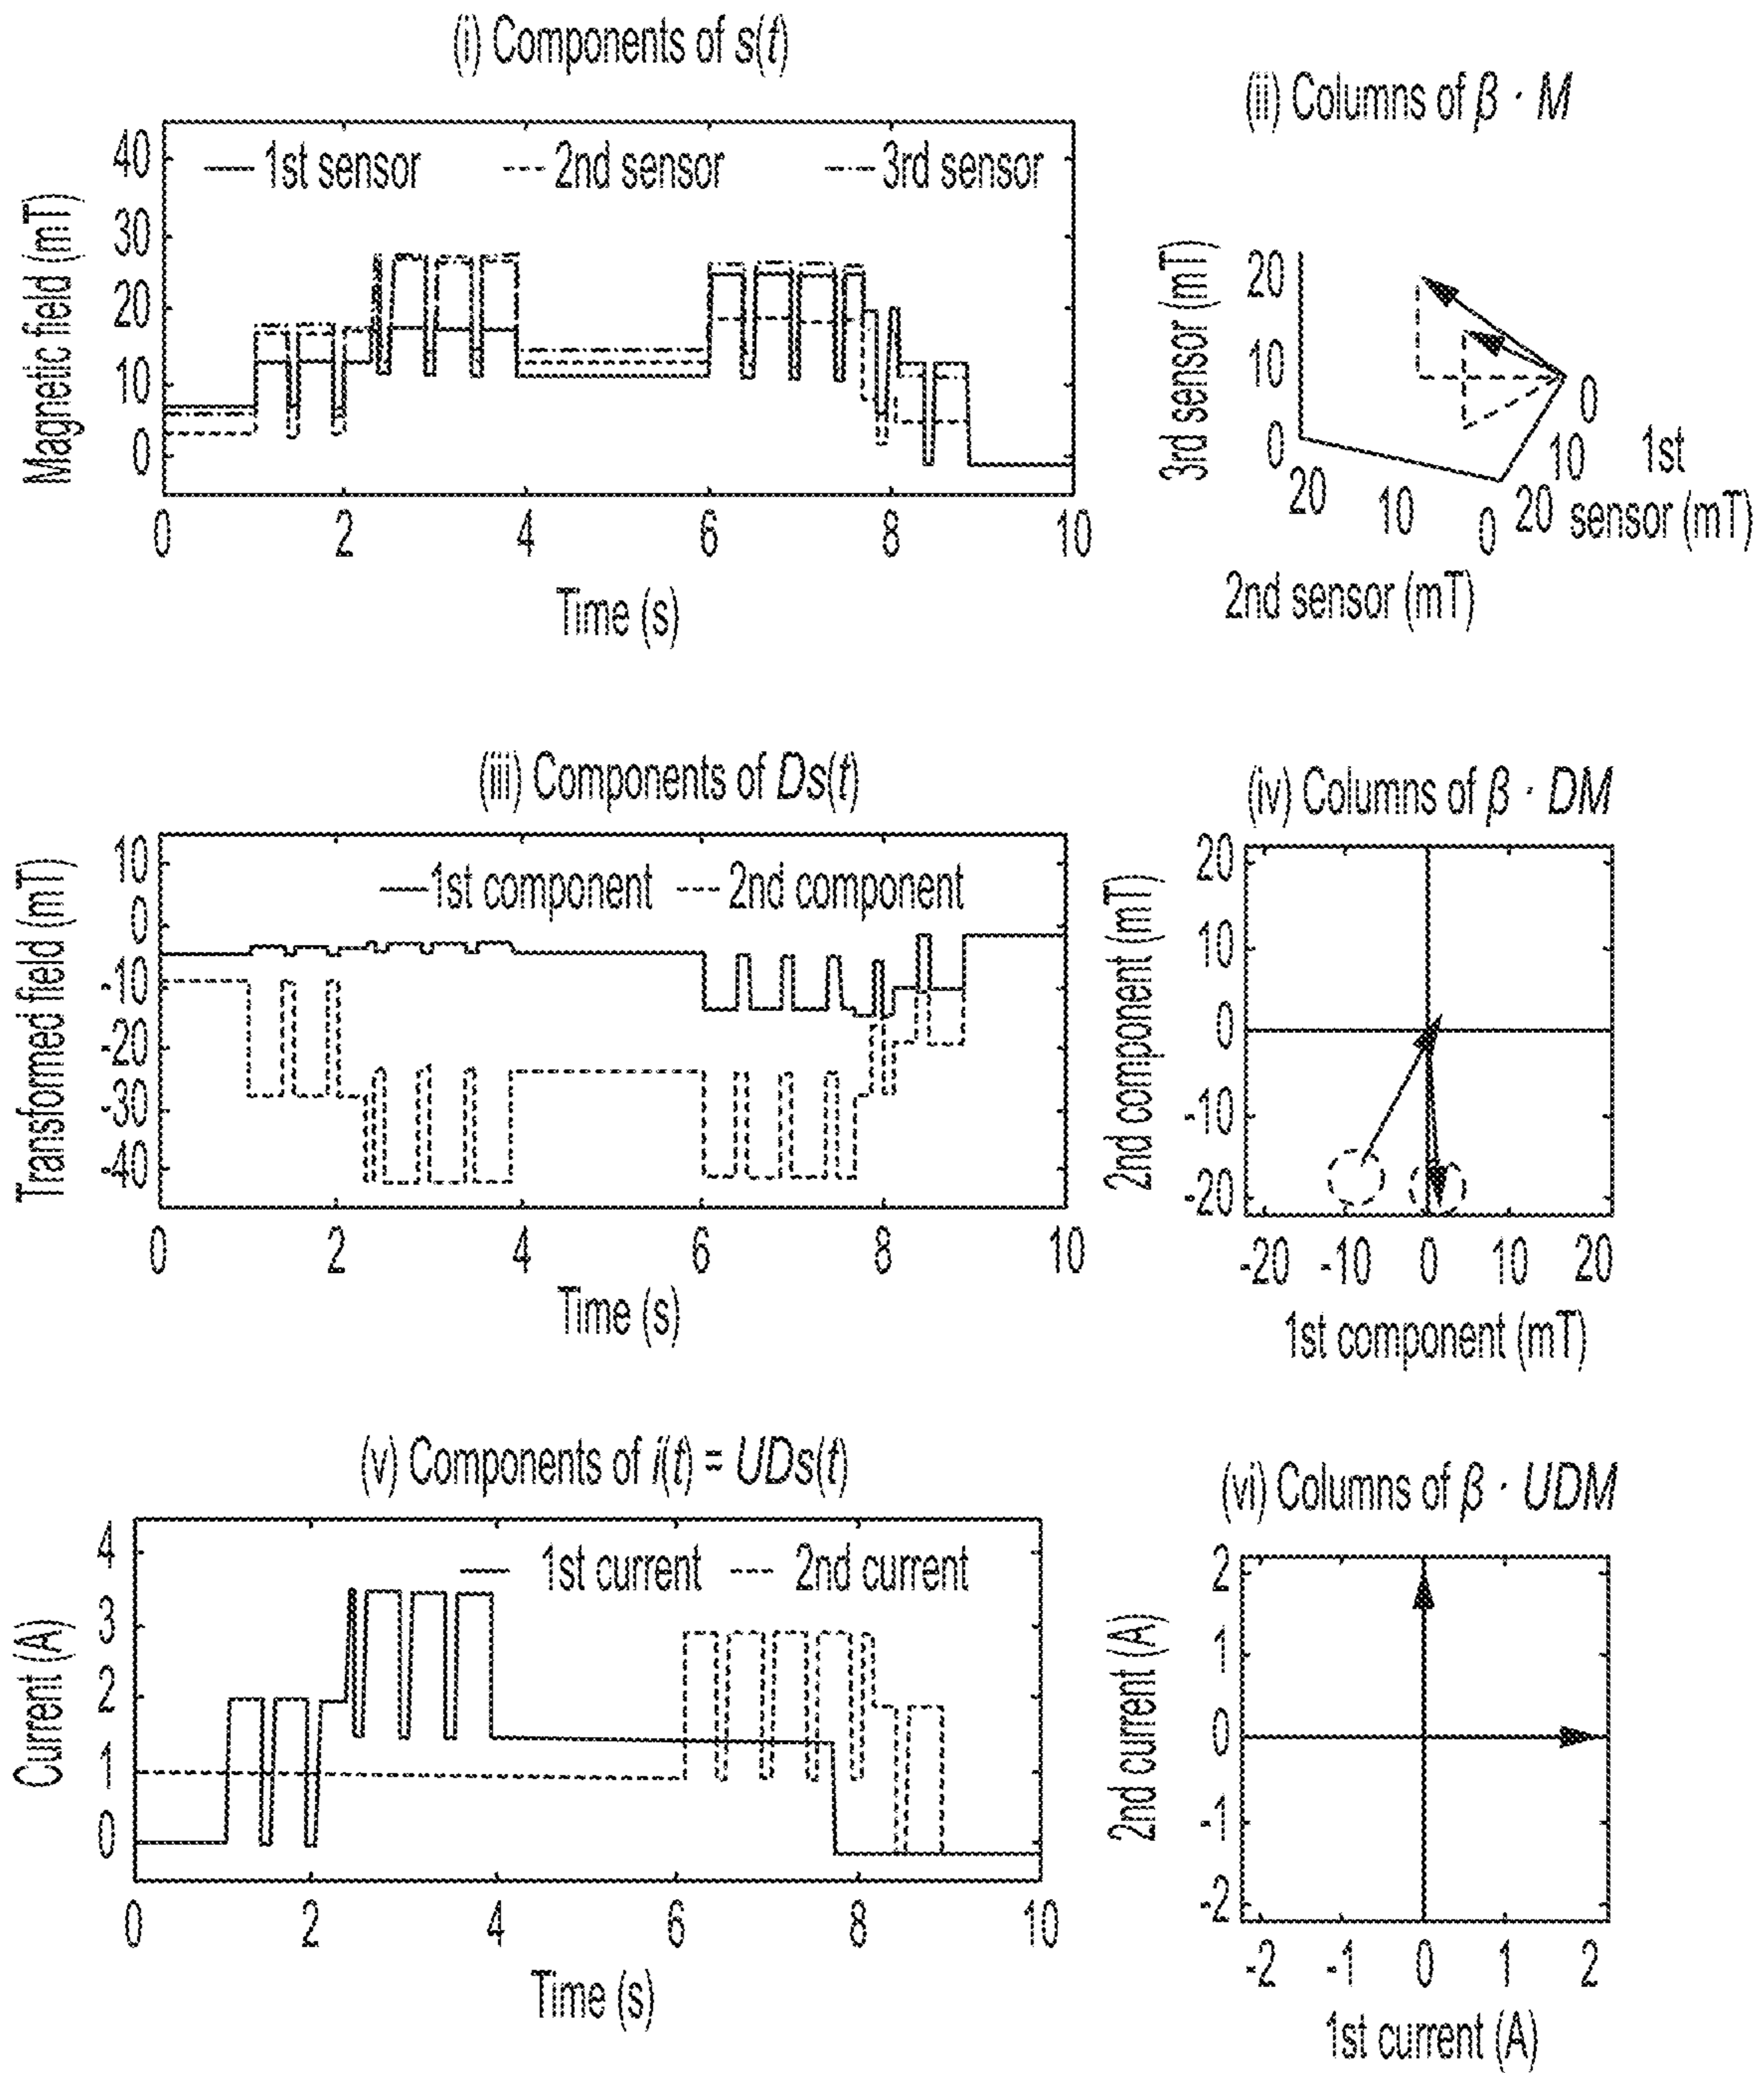 (i) Components of s(t)
Magnetic field (mT)
40
30
20
10
0
1st sensor
2nd sensor
3rd sensor
0 2 4 6 8 10
Time (s)
(ii) Columns of β · M
3rd sensor (mT)
20
10
0
20 10 0
2nd sensor (mT)
20 10 0
1st
sensor (mT)
(iii) Components of Ds(t)
Transformed field (mT)
10
0
-10
-20
-30
-40
1st component
2nd component
0 2 4 6 8 10
Time (s)
(iv) Columns of β · DM
2nd component (mT)
20
10
0
-10
-20
-20 -10 0 10 20
1st component (mT)
(v) Components of i(t) = UDs(t)
Current (A)
4
3
2
1
0
1st current
2nd current
0 2 4 6 8 10
Time (s)
(vi) Columns of β · UDM
2nd current (A)
2
1
0
-1
-2
-2 -1 0 1 2
1st current (A)